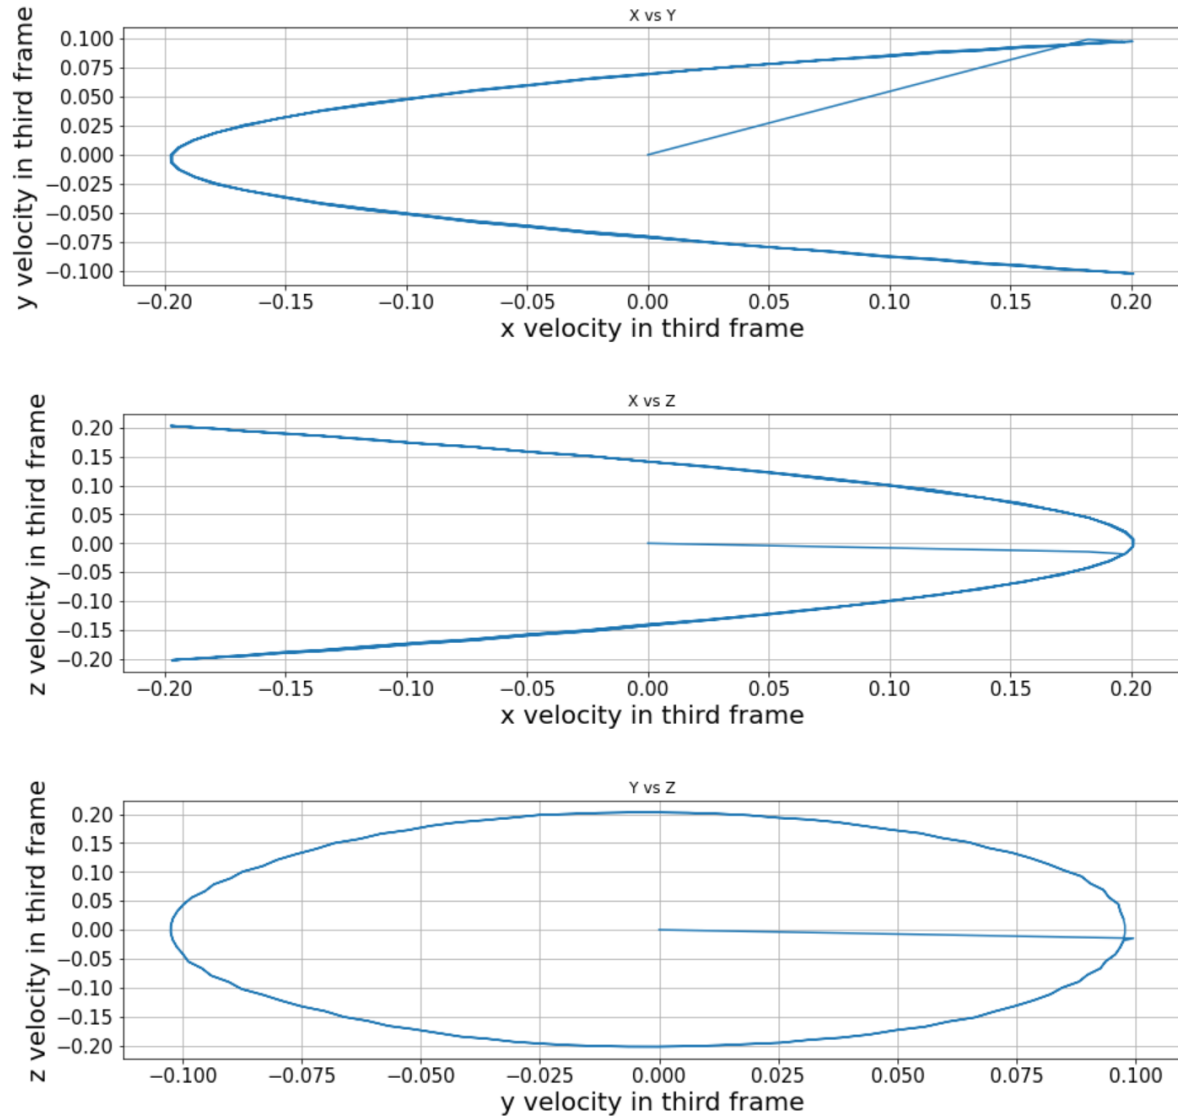 X vs Y
y velocity in third frame
0.100
0.075
0.050
0.025
0.000
−0.025
−0.050
−0.075
−0.100
−0.20 −0.15 −0.10 −0.05 0.00 0.05 0.10 0.15 0.20
x velocity in third frame
X vs Z
z velocity in third frame
0.20
0.15
0.10
0.05
0.00
−0.05
−0.10
−0.15
−0.20
−0.20 −0.15 −0.10 −0.05 0.00 0.05 0.10 0.15 0.20
x velocity in third frame
Y vs Z
z velocity in third frame
0.20
0.15
0.10
0.05
0.00
−0.05
−0.10
−0.15
−0.20
−0.100 −0.075 −0.050 −0.025 0.000 0.025 0.050 0.075 0.100
y velocity in third frame